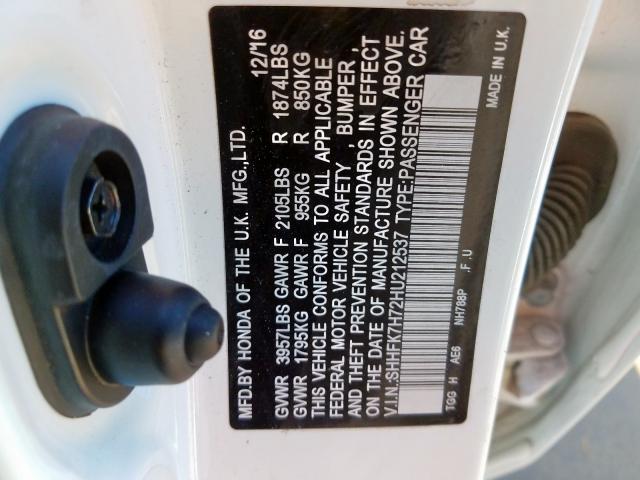 MFD.BY HONDA OF THE U.K. MFG.,LTD. 12/16
GVWR 3957LBS GAWR F 2105LBS R 1874LBS
GVWR 1795KG GAWR F 955KG R 850KG
THIS VEHICLE CONFORMS TO ALL APPLICABLE
FEDERAL MOTOR VEHICLE SAFETY , BUMPER ,
AND THEFT PREVENTION STANDARDS IN EFFECT
ON THE DATE OF MANUFACTURE SHOWN ABOVE.
V.I.N.:SHHFK7H72HU212537 TYPE:PASSENGER CAR
TGG H AE6 NH788P .F .U MADE IN U.K.